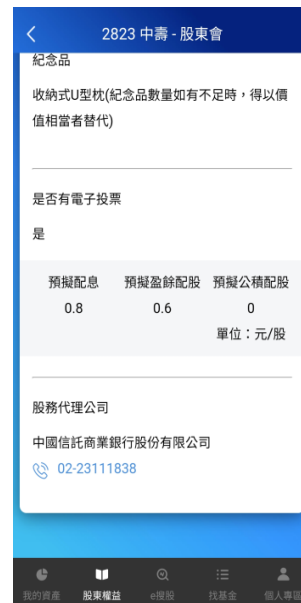 2823 中壽 - 股東會
紀念品
收納式U型枕(紀念品數量如有不足時，得以價
值相當者替代)
是否有電子投票
是
預擬配息 預擬盈餘配股 預擬公積配股
0.8 0.6 0
單位：元/股
股務代理公司
中國信託商業銀行股份有限公司
02-23111838
我的資產 股東權益 e搜股 找基金 個人專區